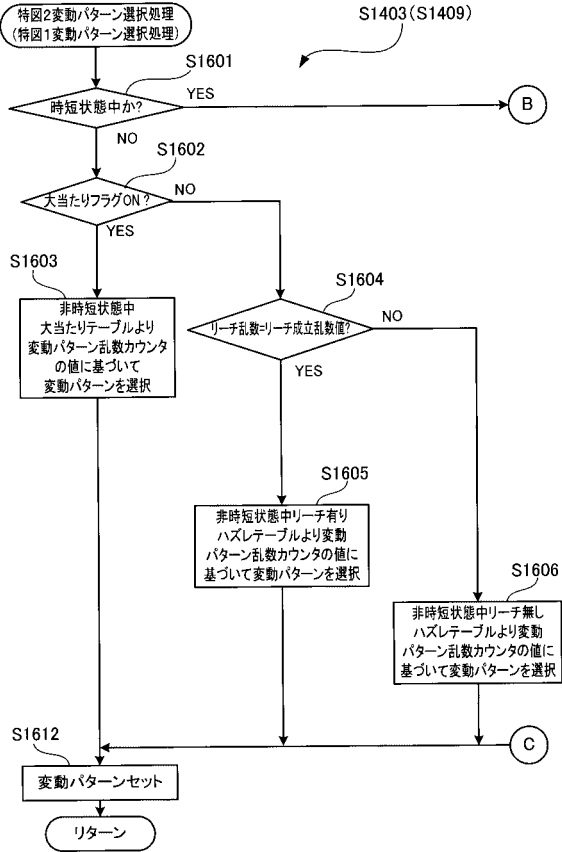 特図2変動パターン選択処理
(特図1変動パターン選択処理)
S1403(S1409)
S1601
時短状態中か?
YES
B
NO
S1602
大当たりフラグON?
NO
YES
S1603
非時短状態中
大当たりテーブルより
変動パターン乱数カウンタ
の値に基づいて
変動パターンを選択
S1604
リーチ乱数=リーチ成立乱数値?
NO
YES
S1605
非時短状態中リーチ有り
ハズレテーブルより変動
パターン乱数カウンタの値に
基づいて変動パターンを選択
S1606
非時短状態中リーチ無し
ハズレテーブルより変動
パターン乱数カウンタの値に
基づいて変動パターンを選択
C
S1612
変動パターンセット
リターン